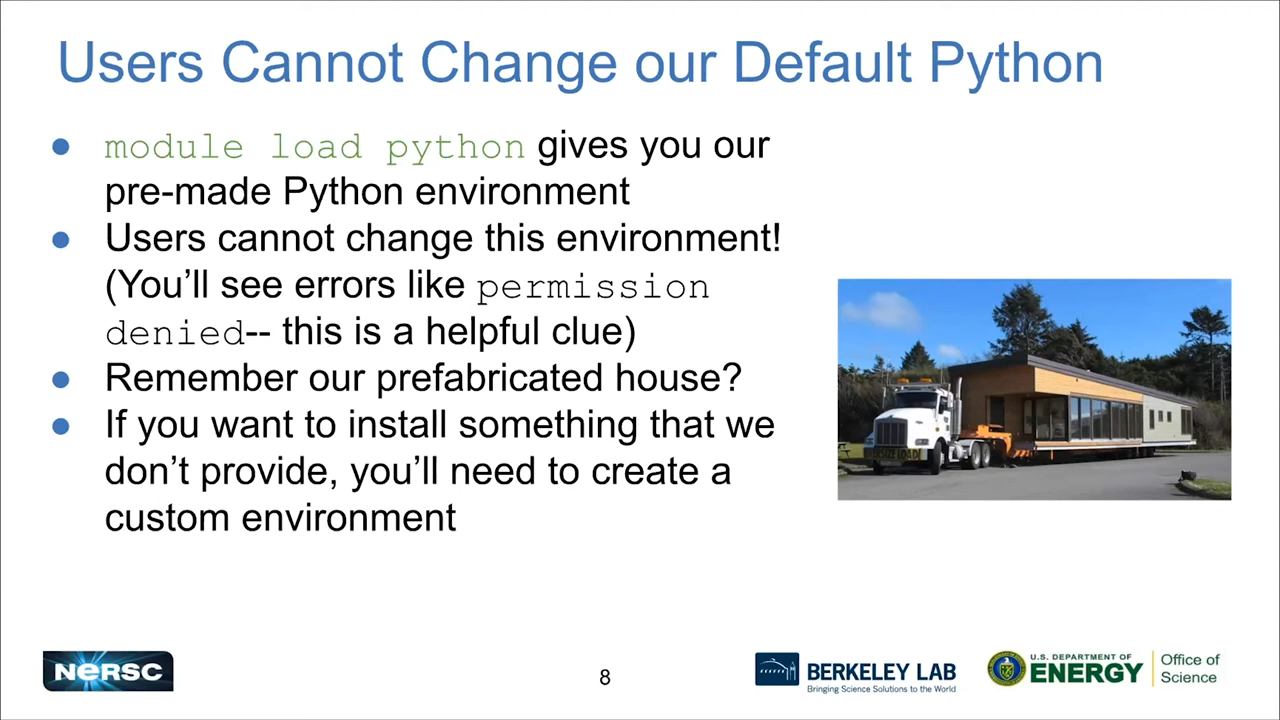 Users Cannot Change our Default Python
● module load python gives you our
pre-made Python environment
● Users cannot change this environment!
(You’ll see errors like permission
denied-- this is a helpful clue)
● Remember our prefabricated house?
● If you want to install something that we
don’t provide, you’ll need to create a
custom environment
OVERSIZE LOAD
NERSC
8
BERKELEY LAB
Bringing Science Solutions to the World
U.S. DEPARTMENT OF
ENERGY
Office of
Science